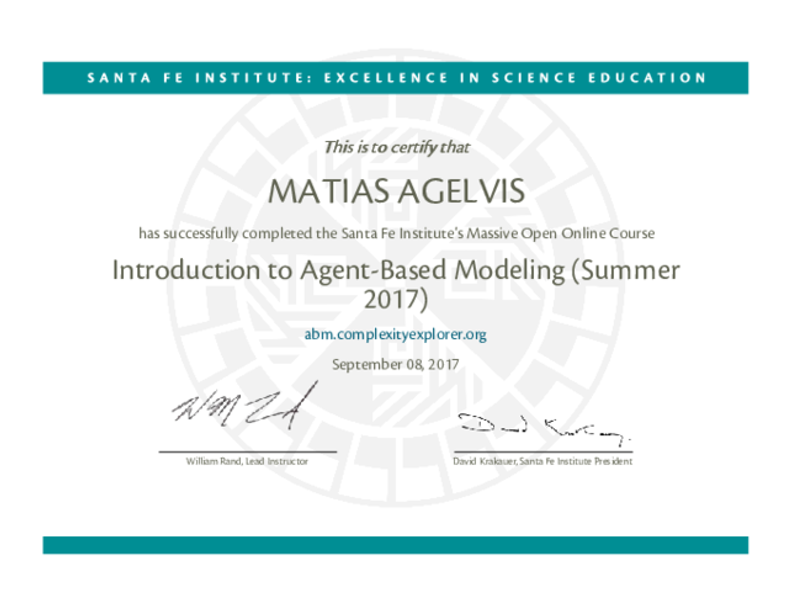 SANTA FE INSTITUTE: EXCELLENCE IN SCIENCE EDUCATION
This is to certify that
MATIAS AGELVIS
has successfully completed the Santa Fe Institute's Massive Open Online Course
Introduction to Agent-Based Modeling (Summer
2017)
abm.complexityexplorer.org
September 08, 2017
William Rand, Lead Instructor
David Krakauer, Santa Fe Institute President